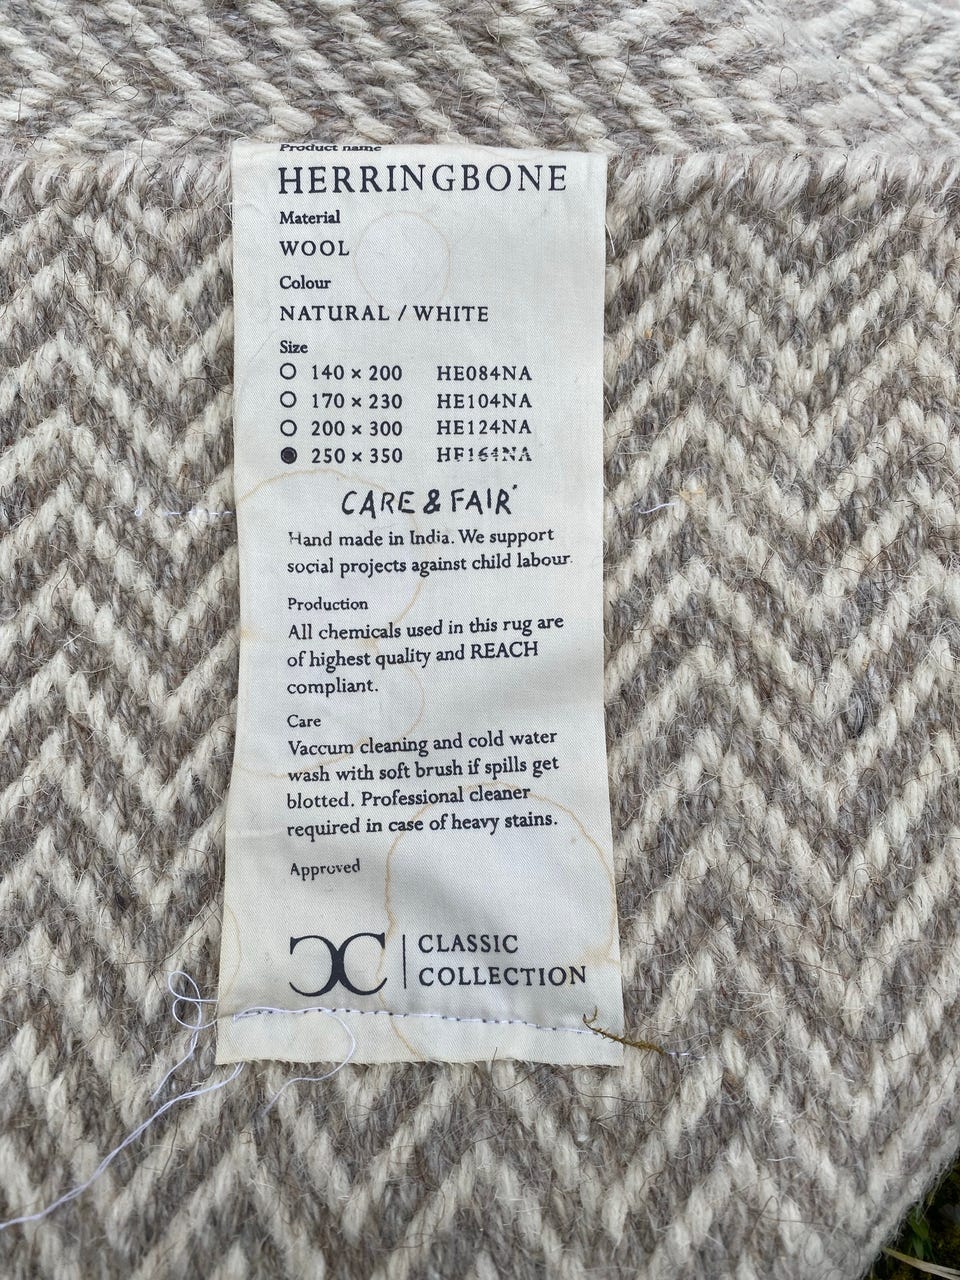 Product name
HERRINGBONE
Material
WOOL
Colour
NATURAL / WHITE
Size
140 × 200 HE084NA
170 × 230 HE104NA
200 × 300 HE124NA
250 × 350 HE164NA
CARE & FAIR
Hand made in India. We support
social projects against child labour.
Production
All chemicals used in this rug are
of highest quality and REACH
compliant.
Care
Vaccum cleaning and cold water
wash with soft brush if spills get
blotted. Professional cleaner
required in case of heavy stains.
Approved
CC CLASSIC
COLLECTION